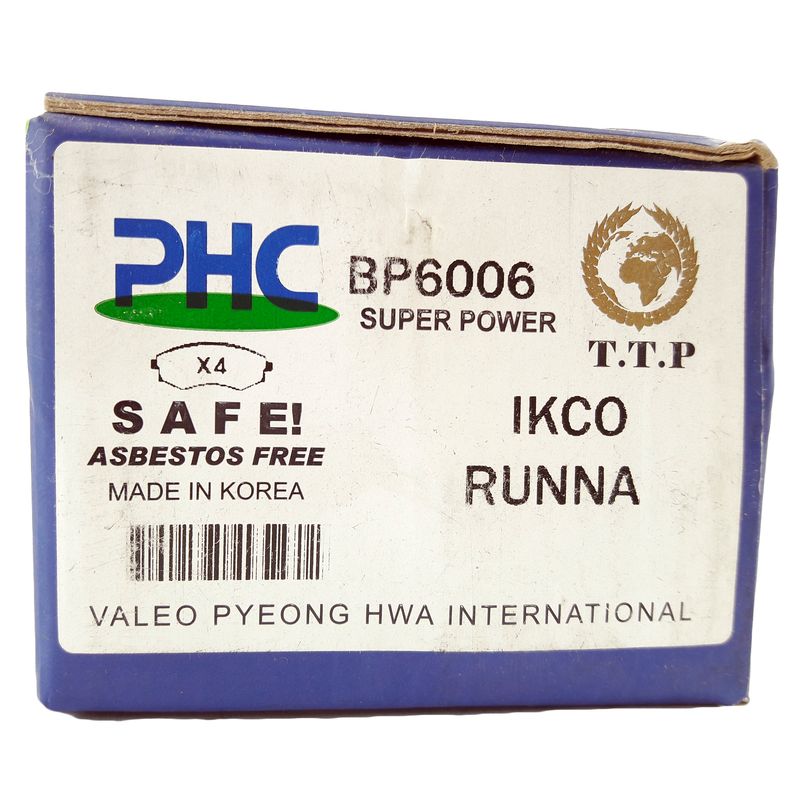 PHC
BP6006
SUPER POWER
T.T.P
X4
SAFE!
ASBESTOS FREE
MADE IN KOREA
IKCO
RUNNA
VALEO PYEONG HWA INTERNATIONAL